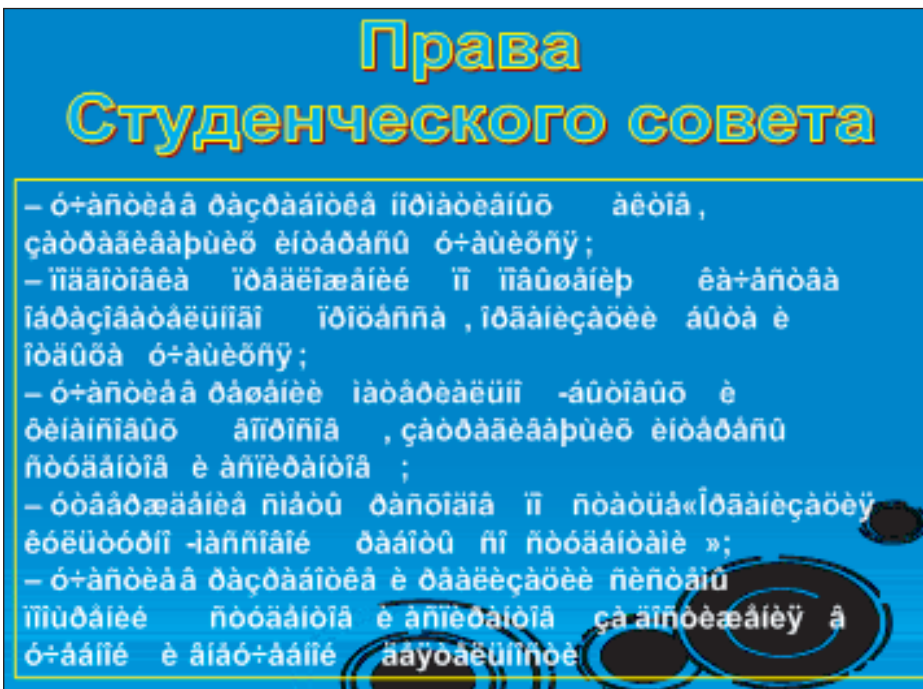 Права
Студенческого совета
– ó÷àñòèå â ðàçðàáîòêå íîðìàòèâíûõ àêòîâ,
çàòðàãèâàþùèõ èíòåðåñû ó÷àùèõñÿ;
– ïîäãîòîâêà ïðåäëîæåíèé ïî ïîâûøåíèþ êà÷åñòâà
îáðàçîâàòåëüíîãî ïðîöåññà, îðãàíèçàöèè áûòà è
îòäûõà ó÷àùèõñÿ;
– ó÷àñòèå â ðåøåíèè ìàòåðèàëüíî -áûòîâûõ è
ôèíàíñîâûõ âîïðîñîâ , çàòðàãèâàþùèõ èíòåðåñû
ñòóäåíòîâ è àñïèðàíòîâ ;
– óòâåðæäåíèå ñìåòû ðàñõîäîâ ïî ñòàòüå «Îðãàíèçàöèÿ
êóëüòóðíî -ìàññîâîé ðàáîòû ñî ñòóäåíòàìè »;
– ó÷àñòèå â ðàçðàáîòêå è ðåàëèçàöèè ñèñòåìû
ïîîùðåíèé ñòóäåíòîâ è àñïèðàíòîâ çà äîñòèæåíèÿ â
ó÷åáíîé è âíåó÷åáíîé äåÿòåëüíîñòè